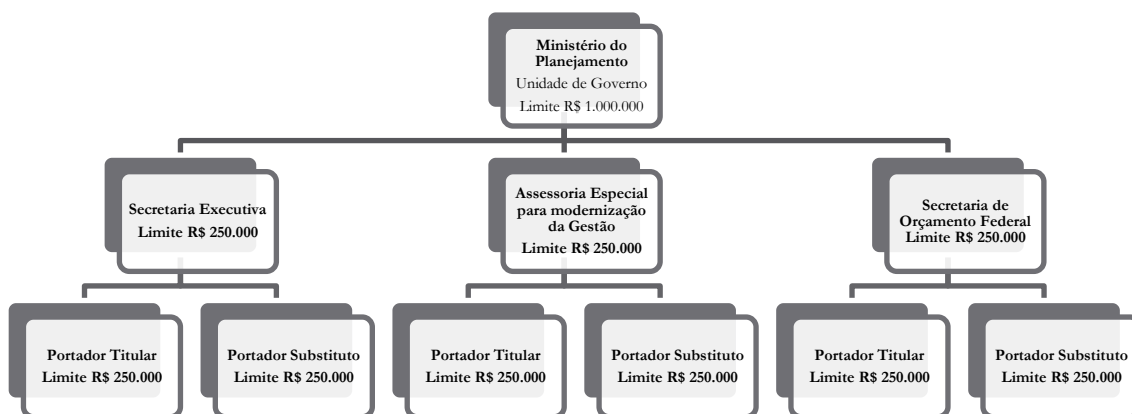 Ministério do
Planejamento
Unidade de Governo
Limite R$ 1.000.000
Secretaria Executiva
Limite R$ 250.000
Assessoria Especial
para modernização
da Gestão
Limite R$ 250.000
Secretaria de
Orçamento Federal
Limite R$ 250.000
Portador Titular
Limite R$ 250.000
Portador Substituto
Limite R$ 250.000
Portador Titular
Limite R$ 250.000
Portador Substituto
Limite R$ 250.000
Portador Titular
Limite R$ 250.000
Portador Substituto
Limite R$ 250.000